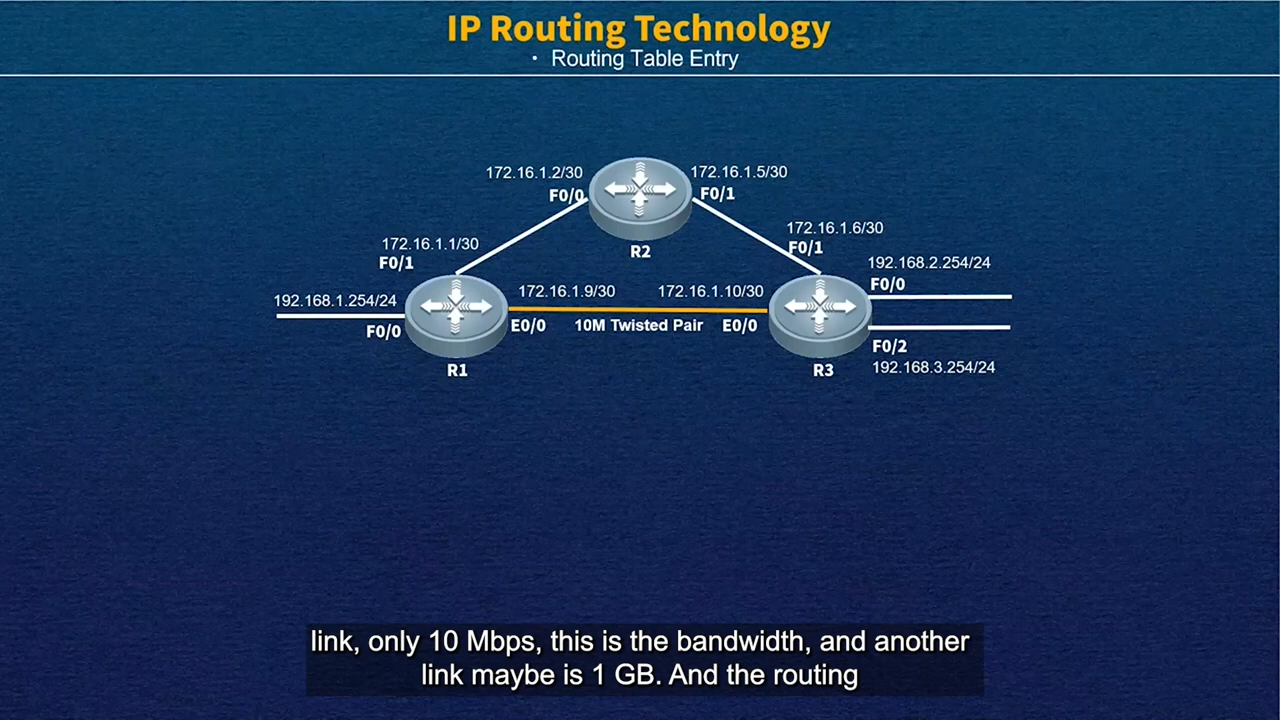 IP Routing Technology
· Routing Table Entry
172.16.1.2/30
172.16.1.5/30
F0/0
F0/1
R2
172.16.1.6/30
F0/1
172.16.1.1/30
F0/1
192.168.2.254/24
F0/0
192.168.1.254/24
172.16.1.9/30
172.16.1.10/30
F0/0
E0/0
10M Twisted Pair
E0/0
F0/2
192.168.3.254/24
R1
R3
link, only 10 Mbps, this is the bandwidth, and another
link maybe is 1 GB. And the routing